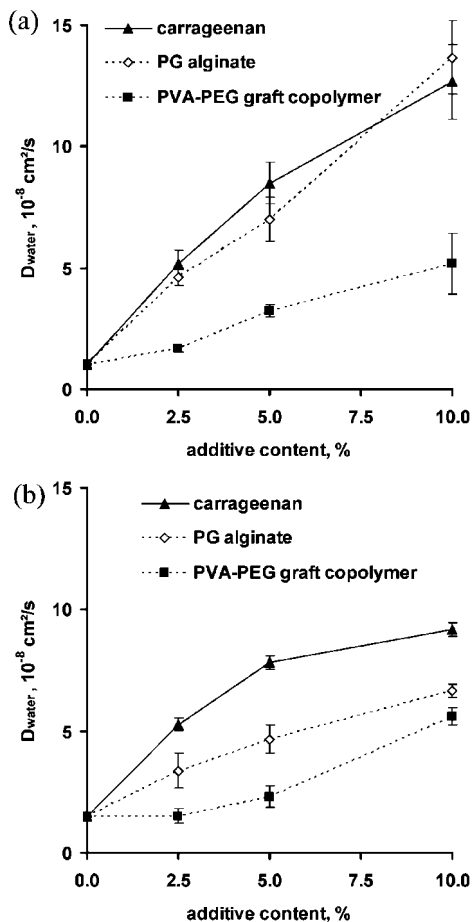 (a)
carrageenan
PG alginate
PVA-PEG graft copolymer
15
10
5
0
Dwater, 10⁻⁸ cm²/s
0.0 2.5 5.0 7.5 10.0
additive content, %
(b)
carrageenan
PG alginate
PVA-PEG graft copolymer
15
10
5
0
Dwater, 10⁻⁸ cm²/s
0.0 2.5 5.0 7.5 10.0
additive content, %